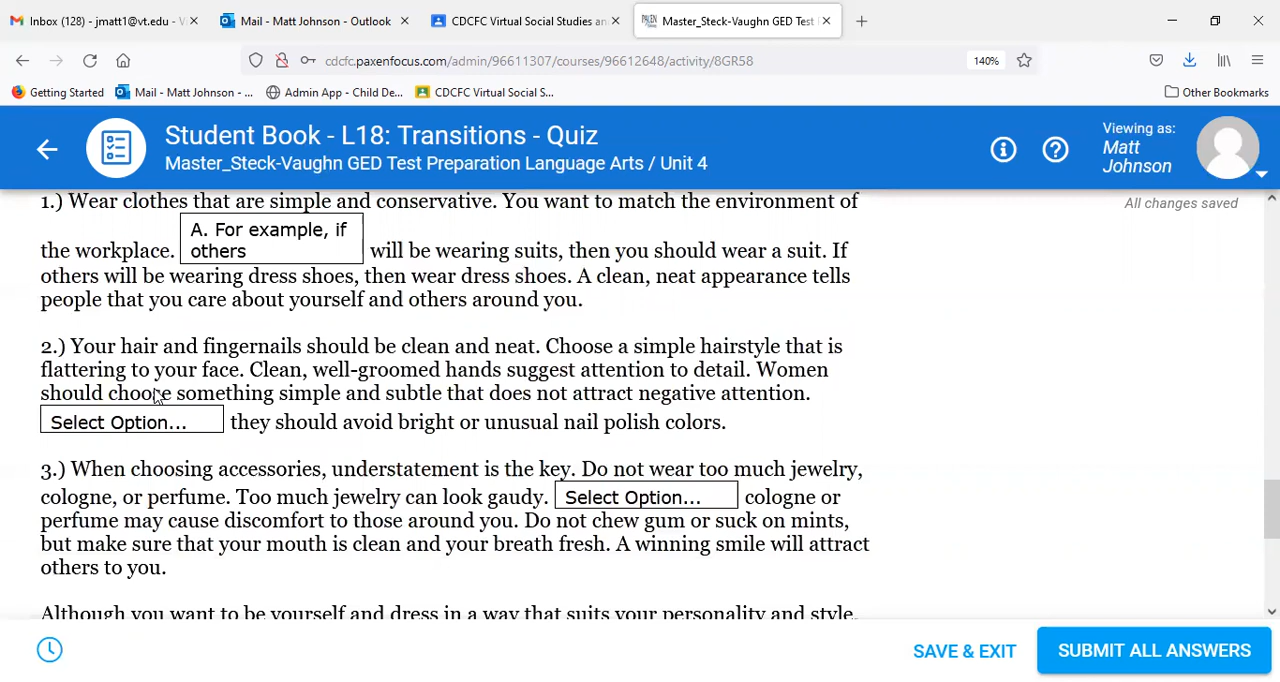 Inbox (128) - jmatt1@vt.edu - V
Mail - Matt Johnson - Outlook
CDCFC Virtual Social Studies an
PAXEN
Master_Steck-Vaughn GED Test
cdcfc.paxenfocus.com/admin/96611307/courses/96612648/activity/8GR58
140%
Getting Started
Mail - Matt Johnson - ...
Admin App - Child De...
CDCFC Virtual Social S...
Other Bookmarks
Student Book - L18: Transitions - Quiz
Master_Steck-Vaughn GED Test Preparation Language Arts / Unit 4
Viewing as:
Matt
Johnson
All changes saved
1.) Wear clothes that are simple and conservative. You want to match the environment of
the workplace. A. For example, if
others will be wearing suits, then you should wear a suit. If
others will be wearing dress shoes, then wear dress shoes. A clean, neat appearance tells
people that you care about yourself and others around you.
2.) Your hair and fingernails should be clean and neat. Choose a simple hairstyle that is
flattering to your face. Clean, well-groomed hands suggest attention to detail. Women
should choose something simple and subtle that does not attract negative attention.
Select Option... they should avoid bright or unusual nail polish colors.
3.) When choosing accessories, understatement is the key. Do not wear too much jewelry,
cologne, or perfume. Too much jewelry can look gaudy. Select Option... cologne or
perfume may cause discomfort to those around you. Do not chew gum or suck on mints,
but make sure that your mouth is clean and your breath fresh. A winning smile will attract
others to you.
Although you want to be yourself and dress in a way that suits your personality and style,
SAVE & EXIT
SUBMIT ALL ANSWERS